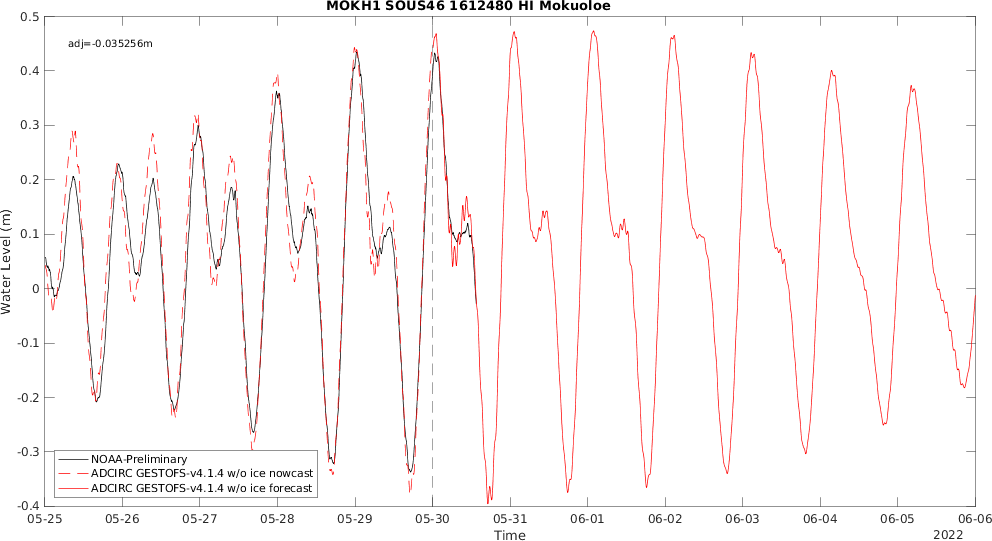 MOKH1 SOUS46 1612480 HI Mokuoloe
adj=-0.035256m
0.5
0.4
0.3
0.2
0.1
0
-0.1
-0.2
-0.3
-0.4
Water Level (m)
NOAA-Preliminary
ADCIRC GESTOFS-v4.1.4 w/o ice nowcast
ADCIRC GESTOFS-v4.1.4 w/o ice forecast
05-25 05-26 05-27 05-28 05-29 05-30 05-31 06-01 06-02 06-03 06-04 06-05 06-06
Time
2022